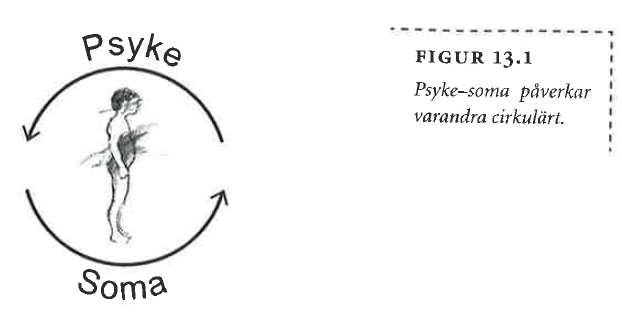 Psyke
Soma
FIGUR 13.1
Psyke–soma påverkar
varandra cirkulärt.